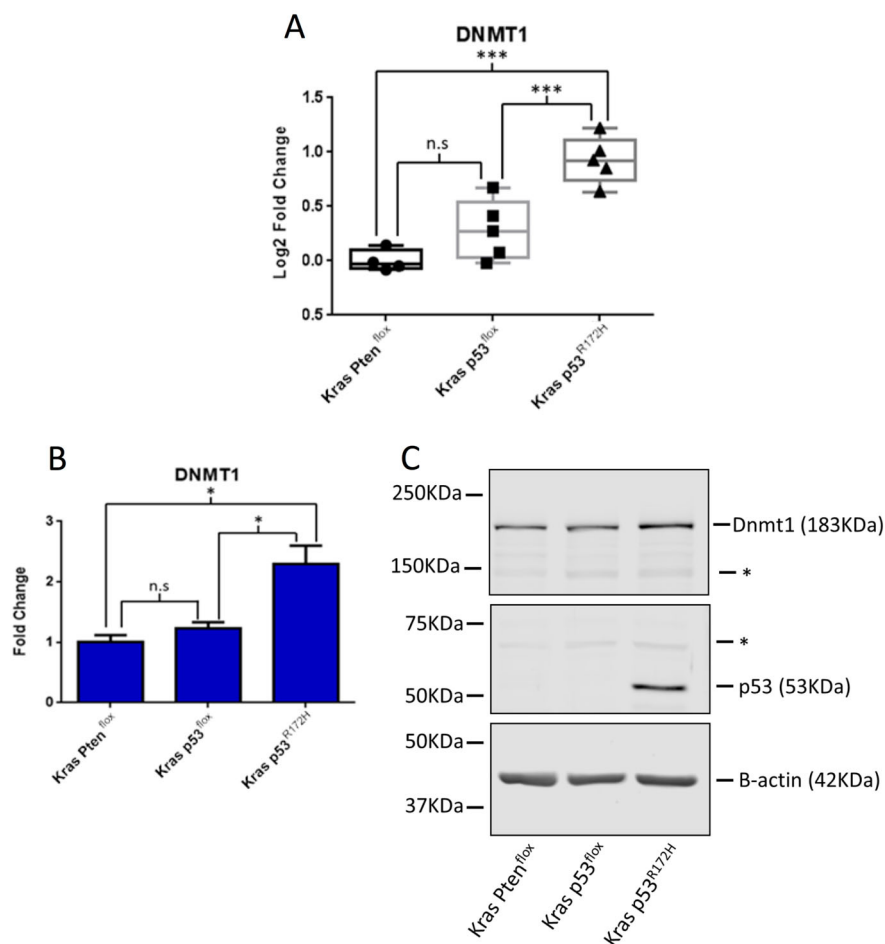 A
DNMT1
***
***
n.s
1.5
1.0
0.5
0.0
0.5
Log2 Fold Change
Kras Pten flox
Kras p53 flox
Kras p53 R172H
B
DNMT1
*
*
n.s
3
2
1
0
Fold Change
Kras Pten flox
Kras p53 flox
Kras p53 R172H
C
250KDa
Dnmt1 (183KDa)
150KDa
*
75KDa
*
p53 (53KDa)
50KDa
50KDa
B-actin (42KDa)
37KDa
Kras Pten flox
Kras p53 flox
Kras p53 R172H